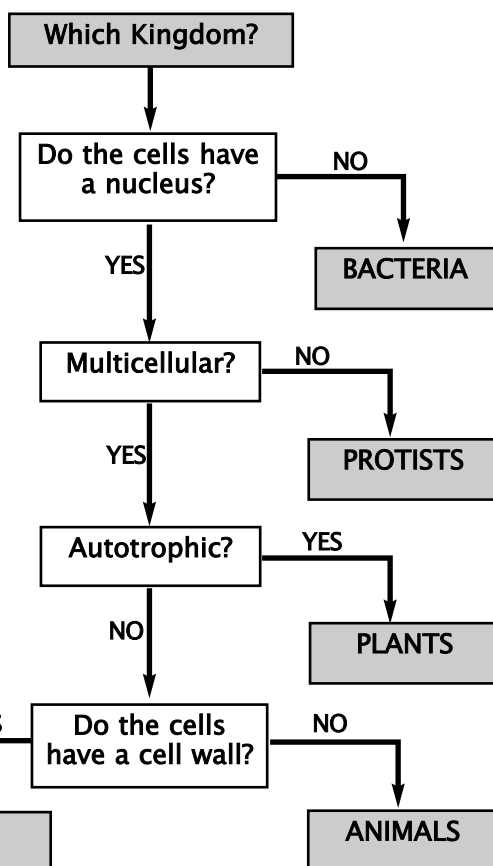 Which Kingdom?
Do the cells have
a nucleus?
NO
BACTERIA
YES
Multicellular?
NO
PROTISTS
YES
Autotrophic?
YES
PLANTS
NO
Do the cells
have a cell wall?
NO
ANIMALS